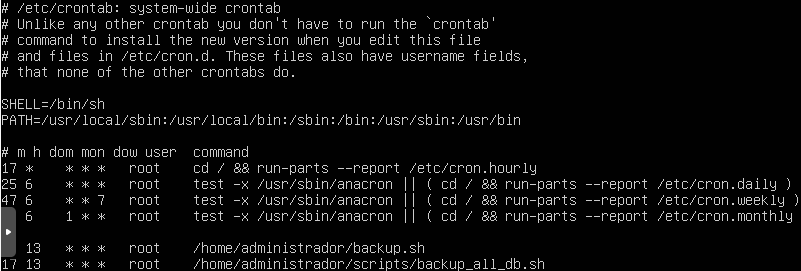 # /etc/crontab: system-wide crontab
# Unlike any other crontab you don't have to run the `crontab'
# command to install the new version when you edit this file
# and files in /etc/cron.d. These files also have username fields,
# that none of the other crontabs do.
SHELL=/bin/sh
PATH=/usr/local/sbin:/usr/local/bin:/sbin:/bin:/usr/sbin:/usr/bin
# m h dom mon dow user  command
17 *    * * *   root    cd / && run-parts --report /etc/cron.hourly
25 6    * * *   root    test -x /usr/sbin/anacron || ( cd / && run-parts --report /etc/cron.daily )
47 6    * * 7   root    test -x /usr/sbin/anacron || ( cd / && run-parts --report /etc/cron.weekly )
6    1 * *   root    test -x /usr/sbin/anacron || ( cd / && run-parts --report /etc/cron.monthly
13   * * *   root    /home/administrador/backup.sh
17 13   * * *   root    /home/administrador/scripts/backup_all_db.sh